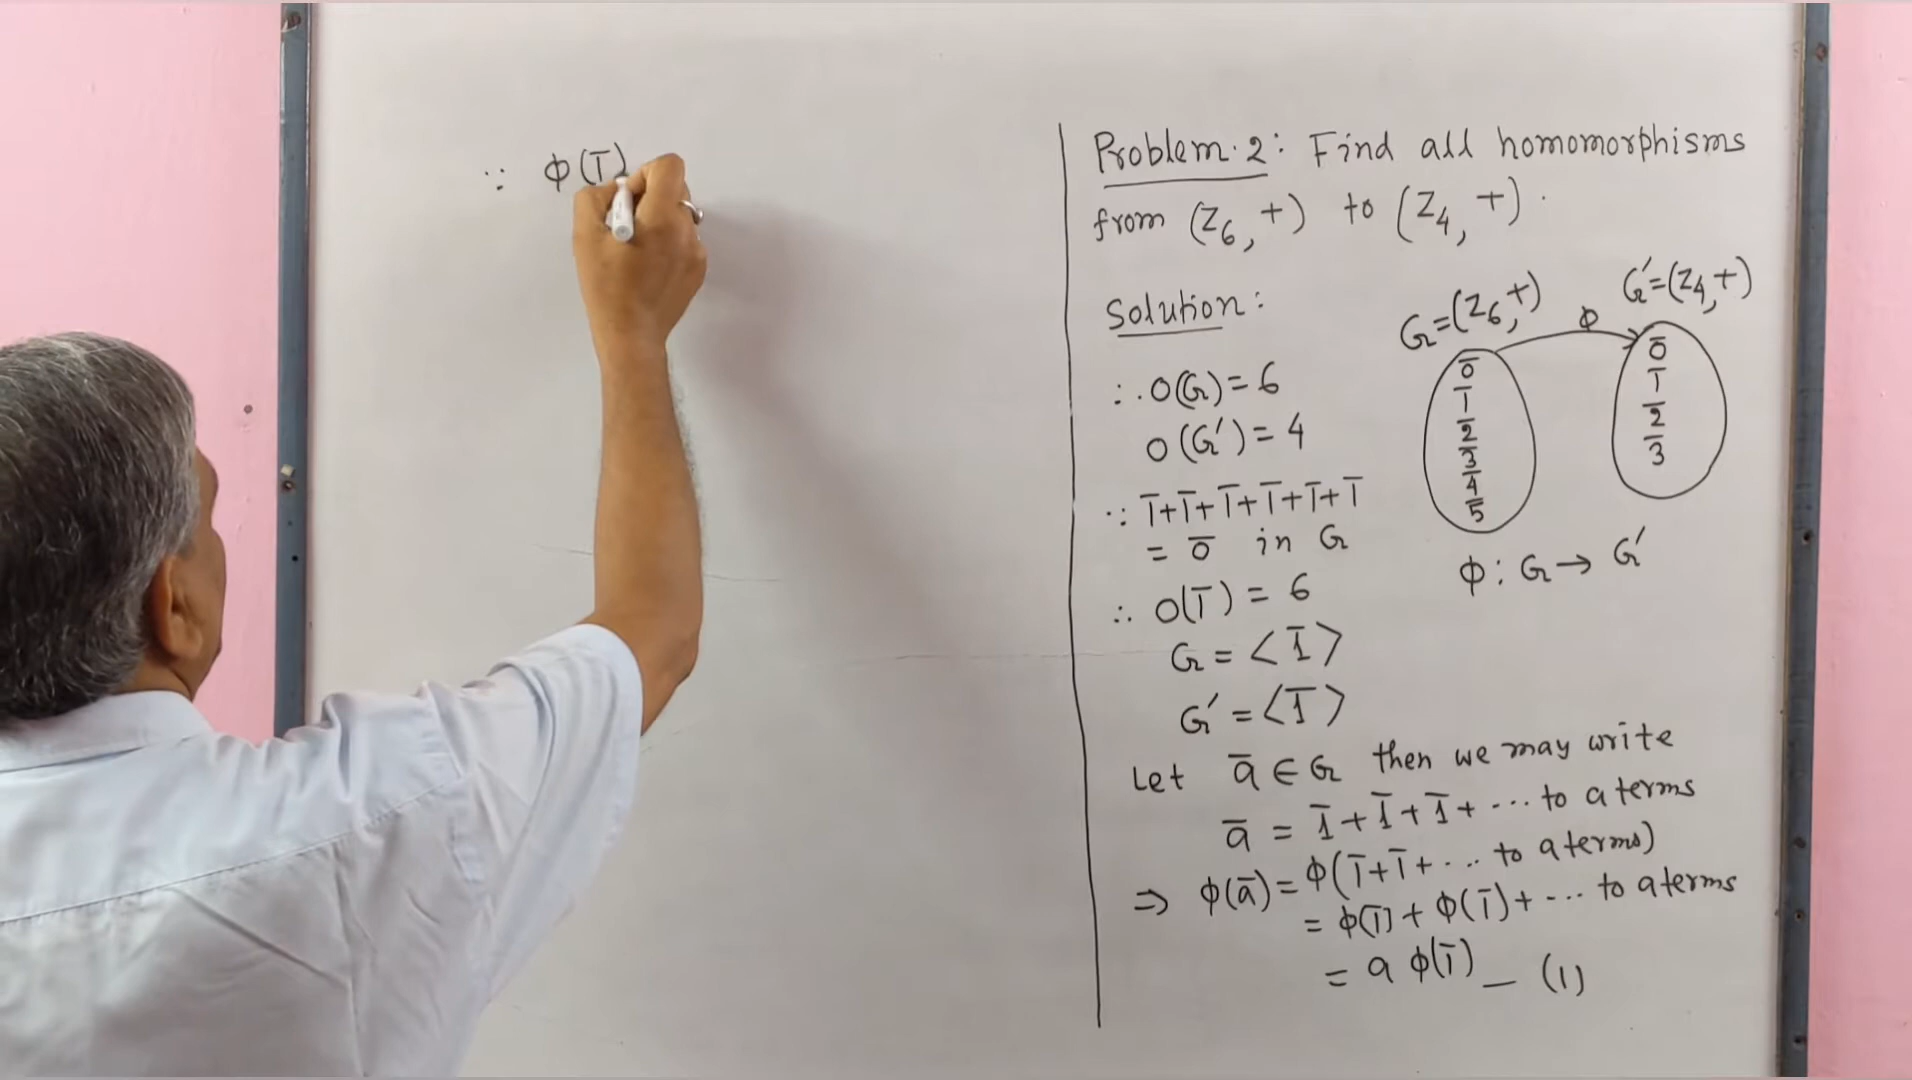 ∵ Φ(1̅)
Problem.2: Find all homomorphisms
from (Z₆, +) to (Z₄, +).
Solution:
G=(Z₆,+)
Φ
G′=(Z₄,+)
0̅
1̅
2̅
3̅
4̅
5̅
0̅
1̅
2̅
3̅
Φ: G→ G′
∴ O(G)=6
O(G′)=4
∵ 1̅+1̅+1̅+1̅+1̅+1̅
= 0̅ in G
∴ O(1̅) = 6
G = <1̅>
G′ = <1̅>
Let a̅ ∈ G then we may write
a̅ = 1̅+1̅+1̅+ ... to a terms
⇒ Φ(a̅)=Φ(1̅+1̅+... to a terms)
= Φ(1̅)+Φ(1̅)+... to a terms
= a Φ(1̅) — (1)